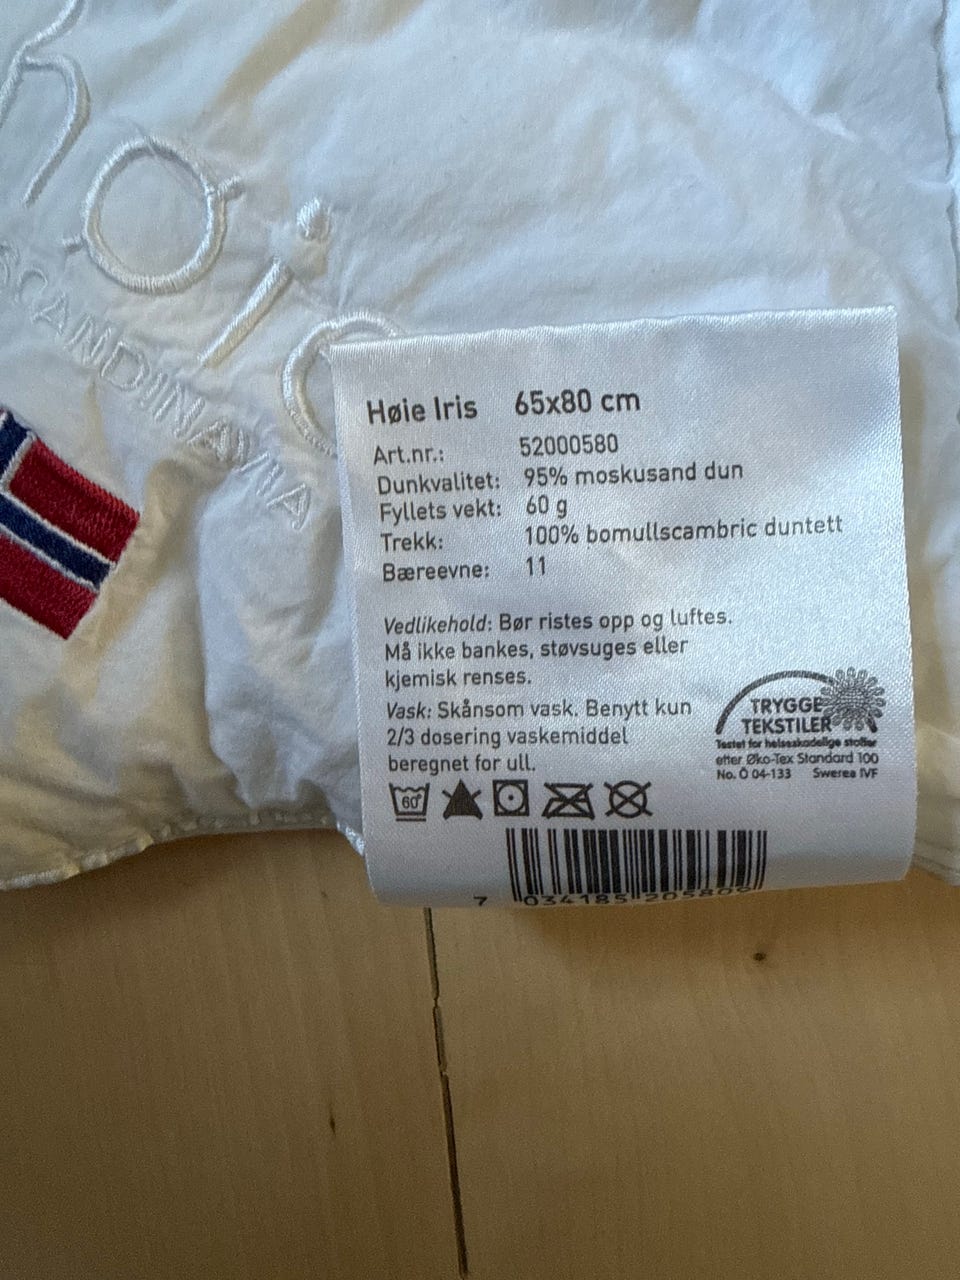 høie
SCANDINAVIA
Høie Iris 65x80 cm
Art.nr.: 52000580
Dunkvalitet: 95% moskusand dun
Fyllets vekt: 60 g
Trekk: 100% bomullscambric duntett
Bæreevne: 11
Vedlikehold: Bør ristes opp og luftes.
Må ikke bankes, støvsuges eller
kjemisk renses.
Vask: Skånsom vask. Benytt kun
2/3 dosering vaskemiddel
beregnet for ull.
TRYGGE
TEKSTILER
Testet for helseskadelige stoffer
etter Øko-Tex Standard 100
No. Ö 04-133 Swerea IVF
60°
7 034185 205809